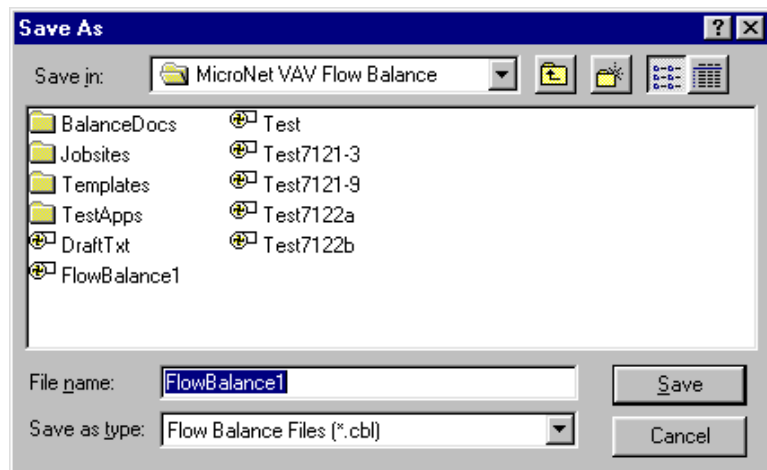 Save As
Save in: MicroNet VAV Flow Balance
BalanceDocs
Jobsites
Templates
TestApps
DraftTxt
FlowBalance1
Test
Test7121-3
Test7121-9
Test7122a
Test7122b
File name: FlowBalance1 Save
Save as type: Flow Balance Files (*.cbl) Cancel